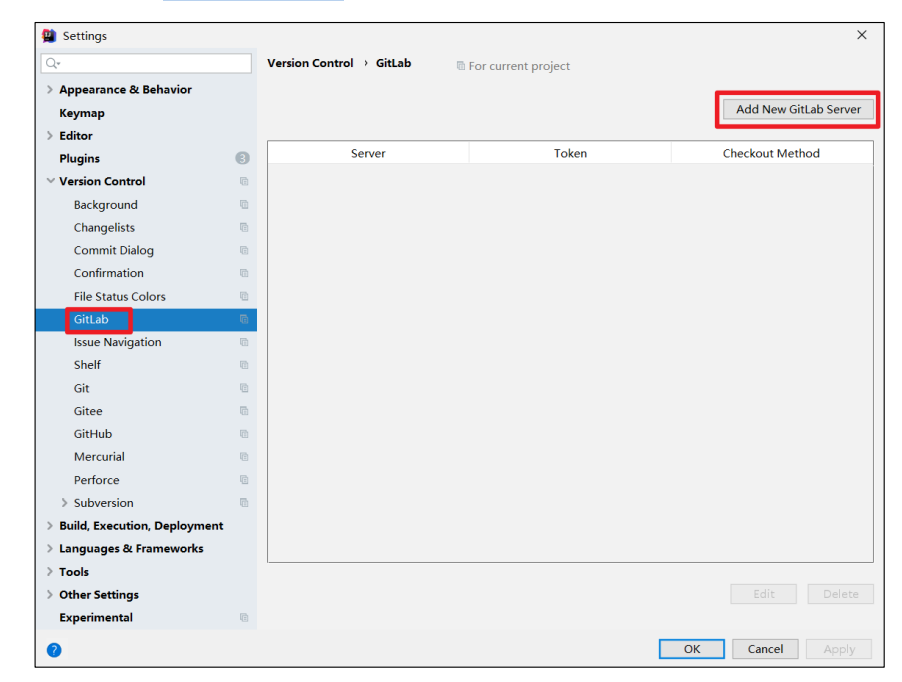 Settings
Version Control › GitLab For current project
Appearance & Behavior
Keymap
Add New GitLab Server
Editor
Plugins 3
Server Token Checkout Method
Version Control
Background
Changelists
Commit Dialog
Confirmation
File Status Colors
GitLab
Issue Navigation
Shelf
Git
Gitee
GitHub
Mercurial
Perforce
Subversion
Build, Execution, Deployment
Languages & Frameworks
Tools
Other Settings
Edit Delete
Experimental
? OK Cancel Apply